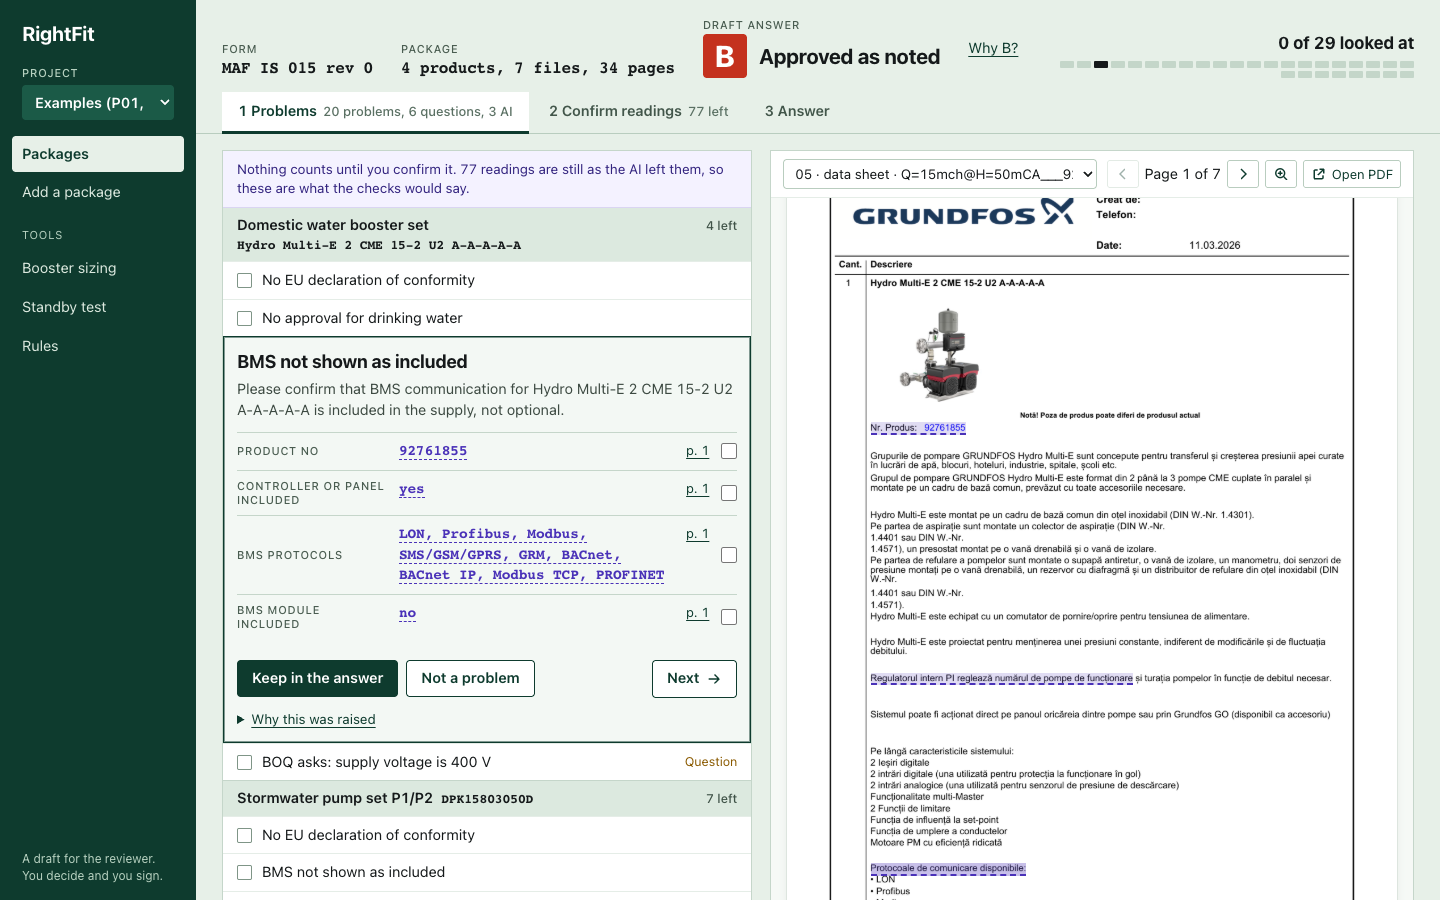 RightFit
PROJECT
Examples (P01,
Packages
Add a package
TOOLS
Booster sizing
Standby test
Rules
A draft for the reviewer.
You decide and you sign.
FORM
MAF IS 015 rev 0
PACKAGE
4 products, 7 files, 34 pages
DRAFT ANSWER
B Approved as noted
Why B?
0 of 29 looked at
1 Problems 20 problems, 6 questions, 3 AI
2 Confirm readings 77 left
3 Answer
Nothing counts until you confirm it. 77 readings are still as the AI left them, so
these are what the checks would say.
Domestic water booster set 4 left
Hydro Multi-E 2 CME 15-2 U2 A-A-A-A-A
No EU declaration of conformity
No approval for drinking water
BMS not shown as included
Please confirm that BMS communication for Hydro Multi-E 2 CME 15-2 U2
A-A-A-A-A is included in the supply, not optional.
PRODUCT NO 92761855 p. 1
CONTROLLER OR PANEL
INCLUDED yes p. 1
BMS PROTOCOLS
LON, Profibus, Modbus, p. 1
SMS/GSM/GPRS, GRM, BACnet,
BACnet IP, Modbus TCP, PROFINET
BMS MODULE
INCLUDED no p. 1
Keep in the answer Not a problem Next →
Why this was raised
BOQ asks: supply voltage is 400 V Question
Stormwater pump set P1/P2 DPK15803050D 7 left
No EU declaration of conformity
BMS not shown as included
05 · data sheet · Q=15mch@H=50mCA___9
Page 1 of 7
Open PDF
GRUNDFOS
Creat de:
Telefon:
Date: 11.03.2026
Cant. Descriere
1 Hydro Multi-E 2 CME 15-2 U2 A-A-A-A-A
Notă! Poza de produs poate diferi de produsul actual
Nr. Produs: 92761855
Grupurile de pompare GRUNDFOS Hydro Multi-E sunt concepute pentru transferul și creșterea presiunii apei curate
în lucrări de apă, blocuri, hoteluri, industrie, spitale, școli etc.
Grupul de pompare GRUNDFOS Hydro Multi-E este format din 2 până la 3 pompe CME cuplate în paralel și
montate pe un cadru de bază comun, prevăzut cu toate accesoriile necesare.
Hydro Multi-E este montat pe un cadru de bază comun din oțel inoxidabil (DIN W.-Nr. 1.4301).
Pe partea de aspirație sunt montate un colector de aspirație (DIN W.-Nr.
1.4401 sau DIN W.-Nr.
1.4571), un presostat montat pe o vană drenabilă și o vană de izolare.
Pe partea de refulare a pompelor sunt montate o supapă antiretur, o vană de izolare, un manometru, doi senzori de
presiune montați pe o vană drenabilă, un rezervor cu diafragmă și un distribuitor de refulare din oțel inoxidabil (DIN
W.-Nr.
1.4401 sau DIN W.-Nr.
1.4571).
Hydro Multi-E este echipat cu un comutator de pornire/oprire pentru tensiunea de alimentare.
Hydro Multi-E este proiectat pentru menținerea unei presiuni constante, indiferent de modificările și de fluctuația
debitului.
Regulatorul intern PI reglează numărul de pompe de funcționare și turația pompelor în funcție de debitul necesar.
Sistemul poate fi acționat direct pe panoul oricăreia dintre pompe sau prin Grundfos GO (disponibil ca accesoriu)
Pe lângă caracteristicile sistemului:
2 Ieșiri digitale
2 intrări digitale (una utilizată pentru protecția la funcționare în gol)
2 intrări analogice (una utilizată pentru senzorul de presiune de descărcare)
Funcționalitate multi-Master
2 Funcții de limitare
Funcția de influență la set-point
Funcția de umplere a conductelor
Motoare PM cu eficiență ridicată
Protocoale de comunicare disponibile:
• LON
• Profibus